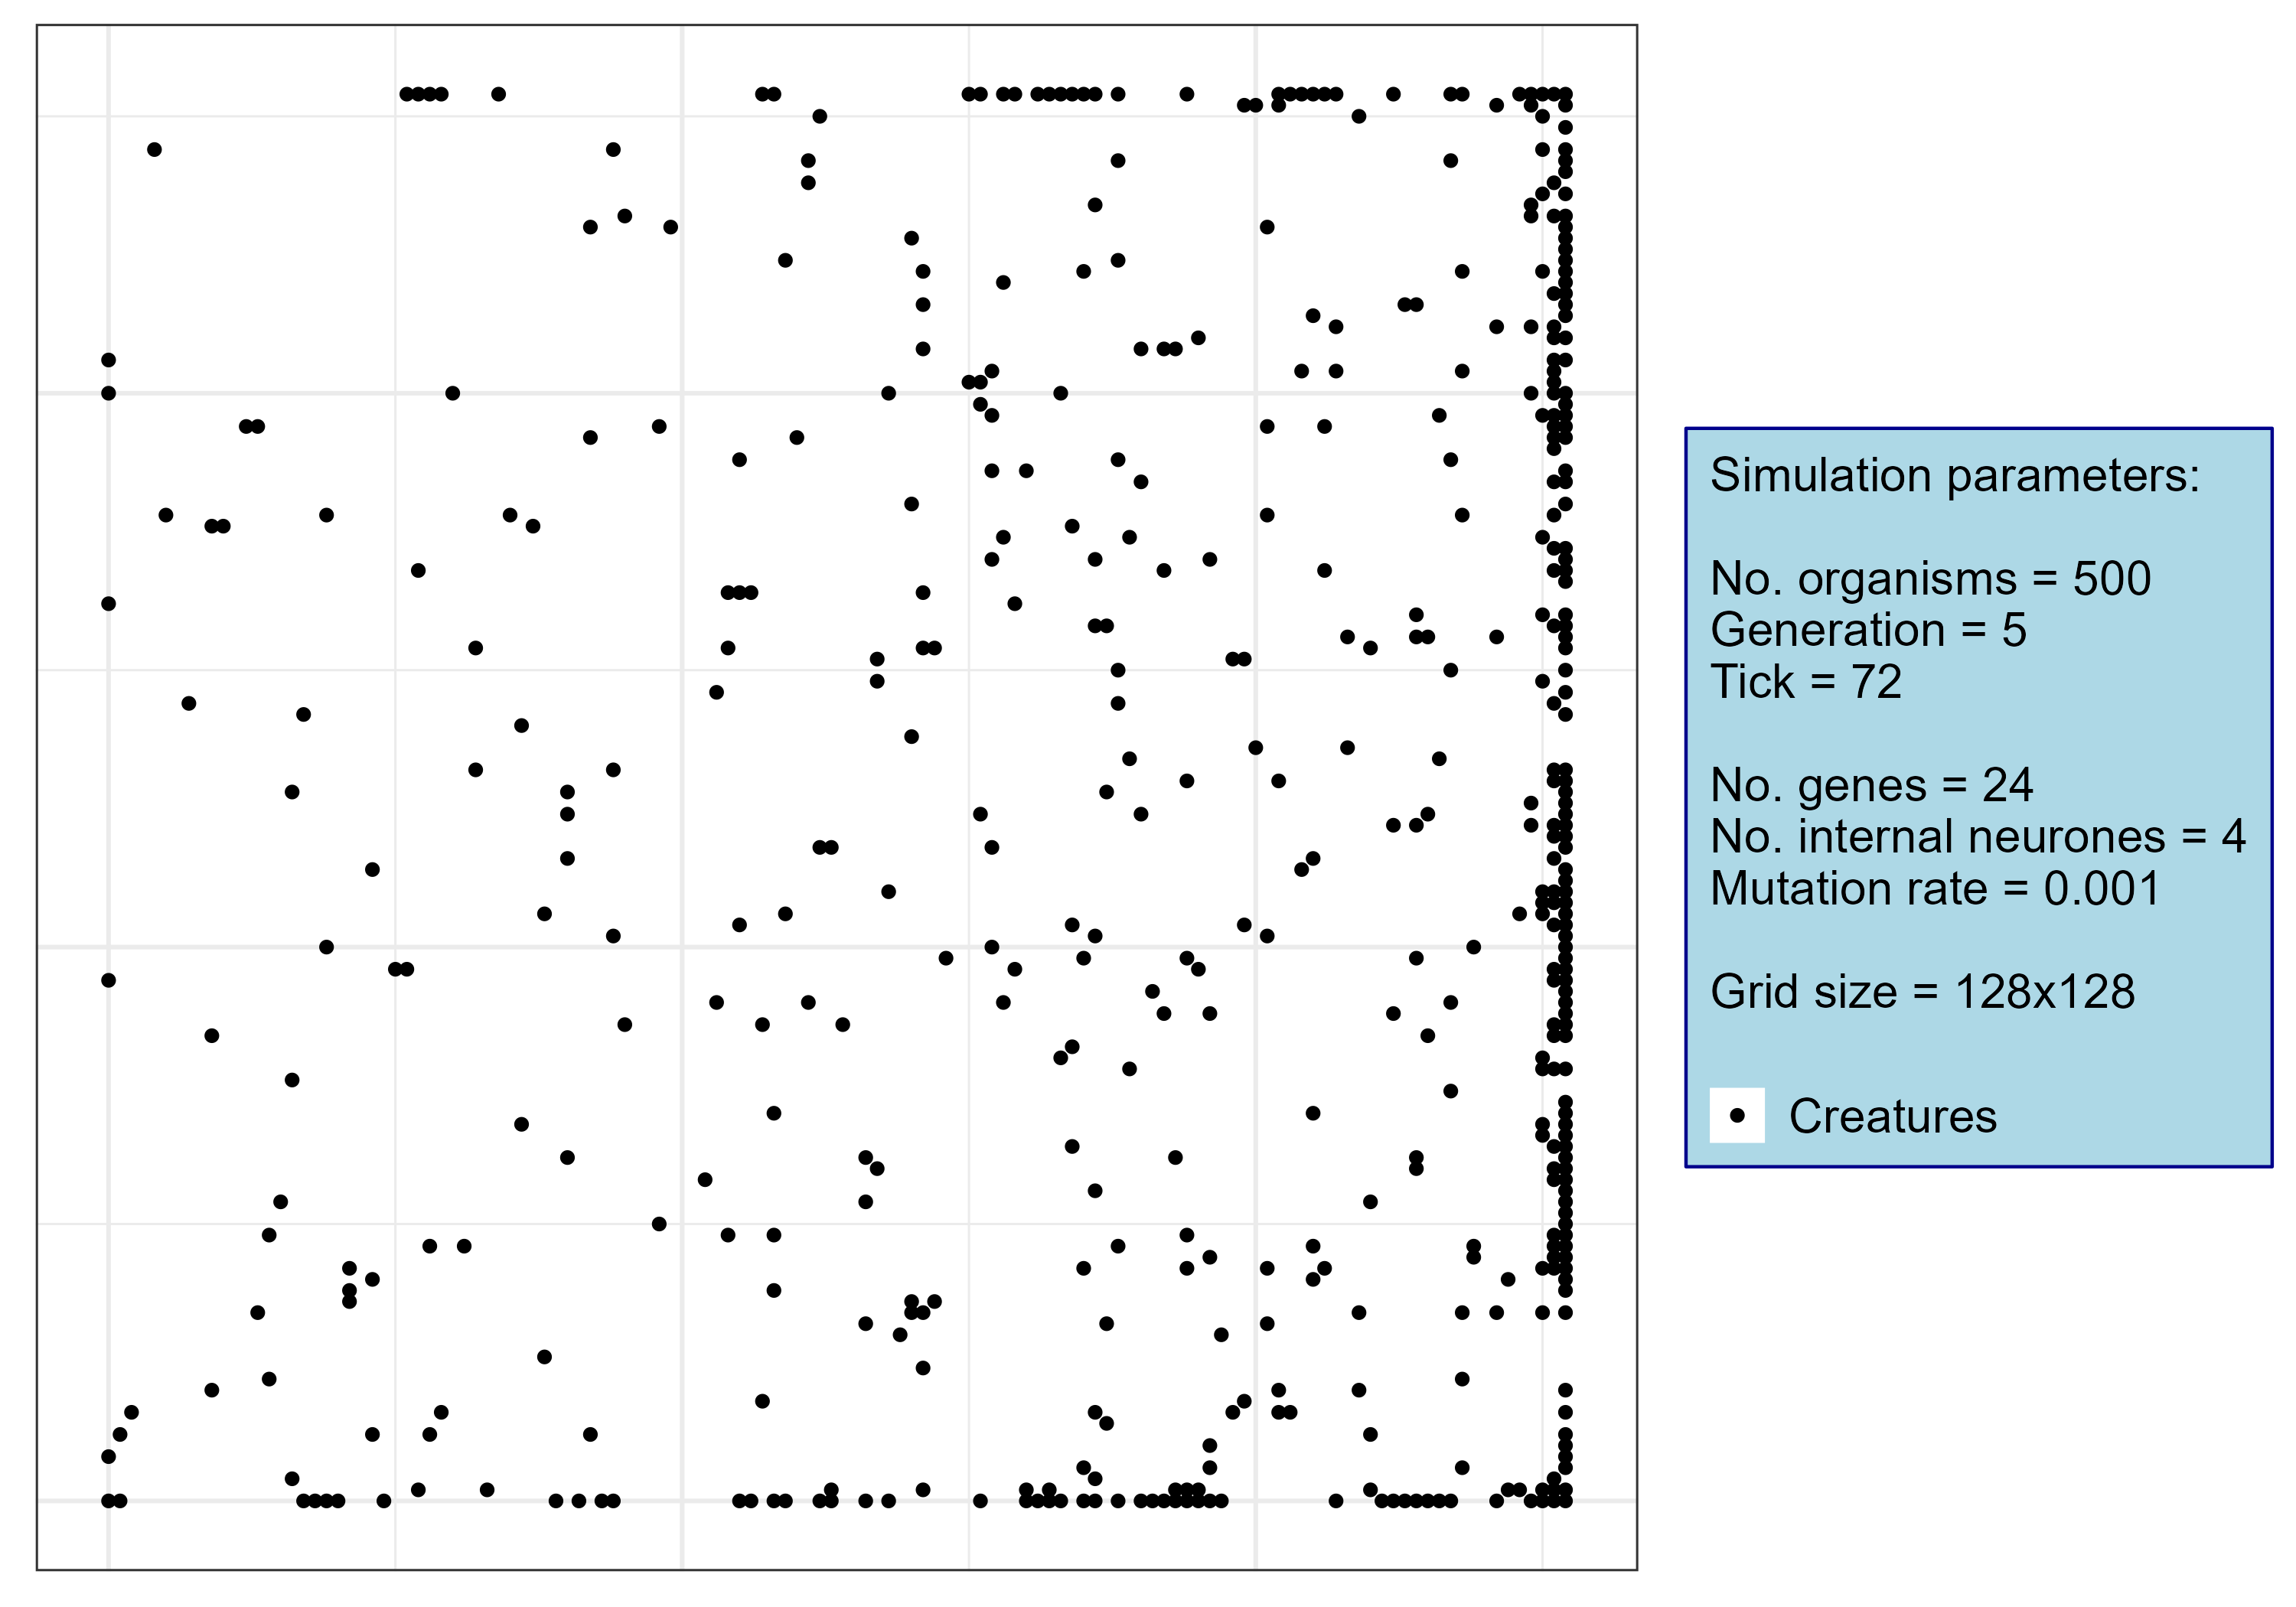 Simulation parameters:
No. organisms = 500
Generation = 5
Tick = 72
No. genes = 24
No. internal neurones = 4
Mutation rate = 0.001
Grid size = 128x128
Creatures